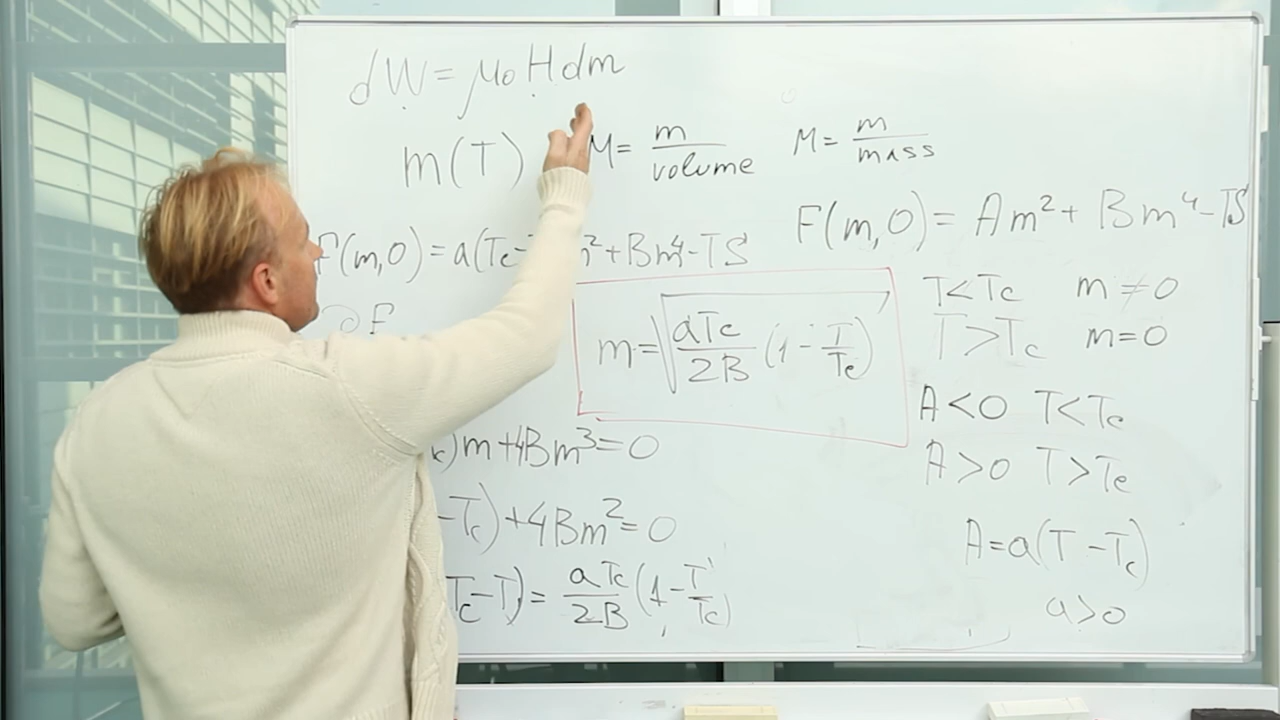 dW = μ₀ H dm
m(T)
M = m/volume
M = m/mass
F(m,0) = Am² + Bm⁴ - TS
F(m,0) = a(Tc- m² + Bm⁴ - TS
T < Tc m ≠ 0
T > Tc m = 0
∂F
m = √(aTc/2B (1 - T/Tc))
A < 0 T < Tc
A > 0 T > Tc
c)m + 4Bm³ = 0
-Tc) + 4Bm² = 0
A = a(T - Tc)
Tc - T) = aTc/2B (1 - T/Tc)
a > 0